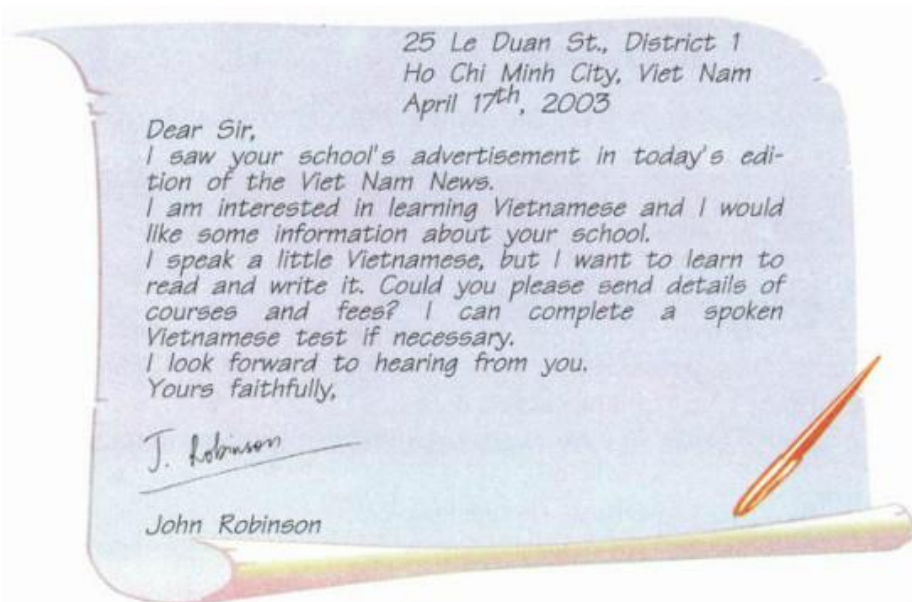 25 Le Duan St., District 1
Ho Chi Minh City, Viet Nam
April 17th, 2003
Dear Sir,
I saw your school's advertisement in today's edi-
tion of the Viet Nam News.
I am interested in learning Vietnamese and I would
like some information about your school.
I speak a little Vietnamese, but I want to learn to
read and write it. Could you please send details of
courses and fees? I can complete a spoken
Vietnamese test if necessary.
I look forward to hearing from you.
Yours faithfully,
J. Robinson
John Robinson